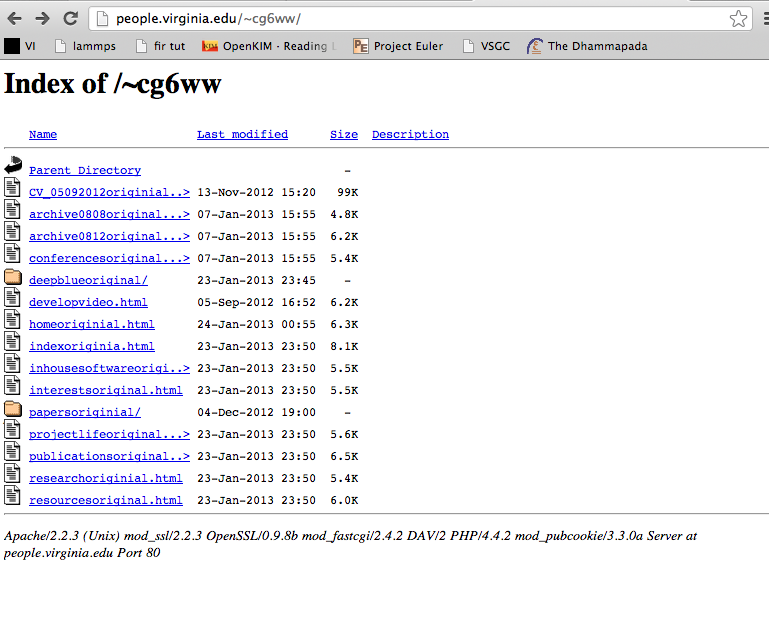 people.virginia.edu/~cg6ww/
VI lammps fir tut KIM OpenKIM - Reading PE Project Euler VSGC The Dhammapada
Index of /~cg6ww
Name Last modified Size Description
Parent Directory -
CV_05092012originial..> 13-Nov-2012 15:20 99K
archive0808original...> 07-Jan-2013 15:55 4.8K
archive0812original...> 07-Jan-2013 15:55 6.2K
conferencesoriginal...> 07-Jan-2013 15:55 5.4K
deepblueoriginal/ 23-Jan-2013 23:45 -
developvideo.html 05-Sep-2012 16:52 6.2K
homeoriginial.html 24-Jan-2013 00:55 6.3K
indexoriginia.html 23-Jan-2013 23:50 8.1K
inhousesoftwareorigi..> 23-Jan-2013 23:50 5.5K
interestsoriginal.html 23-Jan-2013 23:50 5.5K
papersoriginial/ 04-Dec-2012 19:00 -
projectlifeoriginal...> 23-Jan-2013 23:50 5.6K
publicationsoriginal..> 23-Jan-2013 23:50 6.5K
researchoriginial.html 23-Jan-2013 23:50 5.4K
resourcesoriginal.html 23-Jan-2013 23:50 6.0K
Apache/2.2.3 (Unix) mod_ssl/2.2.3 OpenSSL/0.9.8b mod_fastcgi/2.4.2 DAV/2 PHP/4.4.2 mod_pubcookie/3.3.0a Server at
people.virginia.edu Port 80